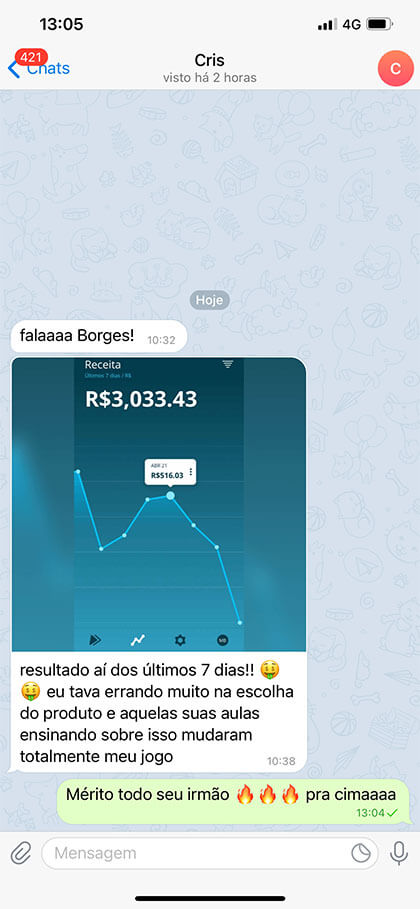 13:05
4G
421
Chats
Cris
visto há 2 horas
C
Hoje
falaaaa Borges! 10:32
Receita
Últimos 7 dias / R$
R$3,033.43
ABR 21
R$516.03
resultado aí dos últimos 7 dias!! 🤑
🤑 eu tava errando muito na escolha
do produto e aquelas suas aulas
ensinando sobre isso mudaram
totalmente meu jogo
10:38
Mérito todo seu irmão 🔥🔥🔥 pra cimaaaa
13:04
Mensagem